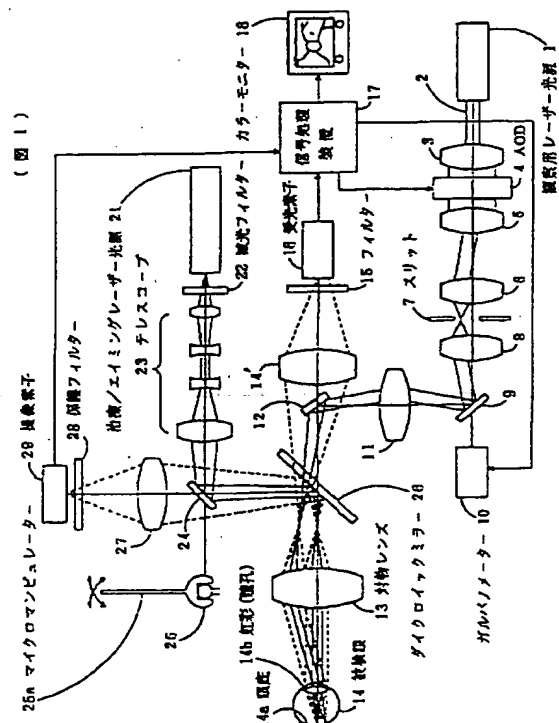 (図1)
カラーモニター 18
信号処理
装置
17
観察用レーザー光源 1
2
3
4 AOD
5
6
7 スリット
8
9
10
ガルバノメーター
11
12
16 受光素子
15 フィルター
14'
治療/エイミングレーザー光源 21
22 減光フィルター
23 テレスコープ
24
25
25a マイクロマンピュレーター
26
ダイクロイックミラー
27
28 保護フィルター
29 撮像素子
13 対物レンズ
14b 虹彩(瞳孔)
4a 眼底
14 被検眼